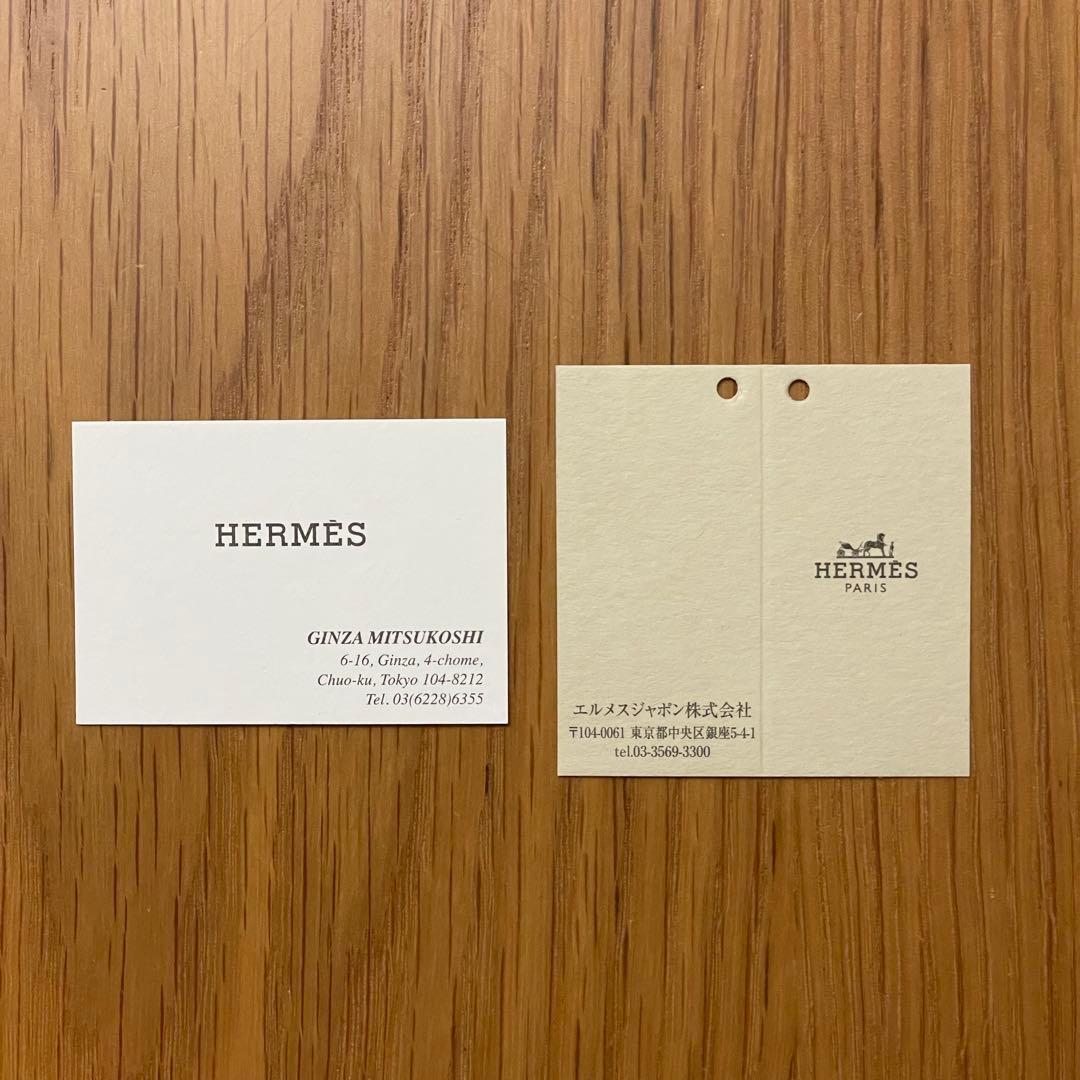 HERMÈS
GINZA MITSUKOSHI
6-16, Ginza, 4-chome,
Chuo-ku, Tokyo 104-8212
Tel. 03(6228)6355
エルメスジャポン株式会社
〒104-0061 東京都中央区銀座5-4-1
tel.03-3569-3300
HERMÈS
PARIS